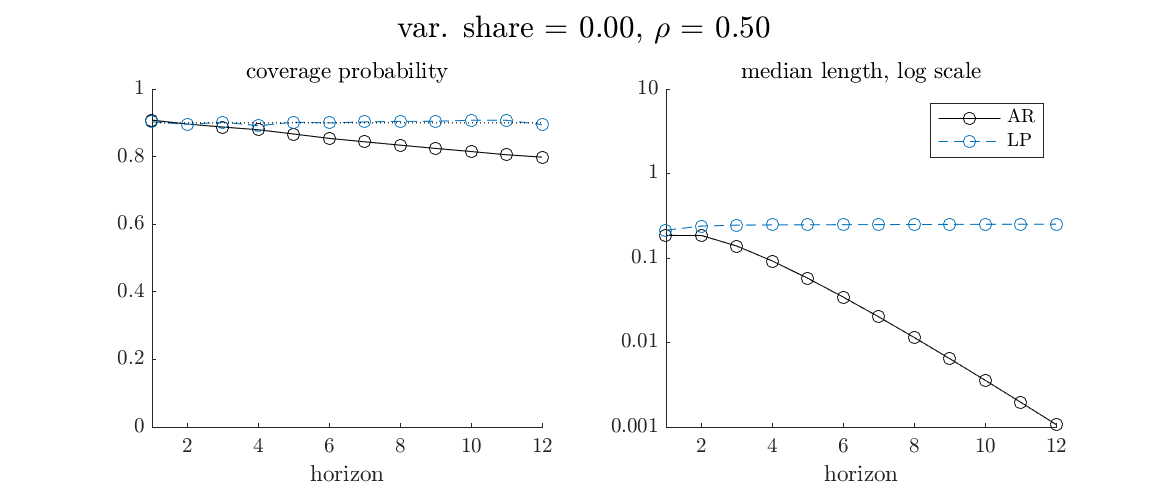 var. share = 0.00, ρ = 0.50
coverage probability
1
0.8
0.6
0.4
0.2
0
2 4 6 8 10 12
horizon
median length, log scale
10
1
0.1
0.01
0.001
2 4 6 8 10 12
horizon
AR
LP